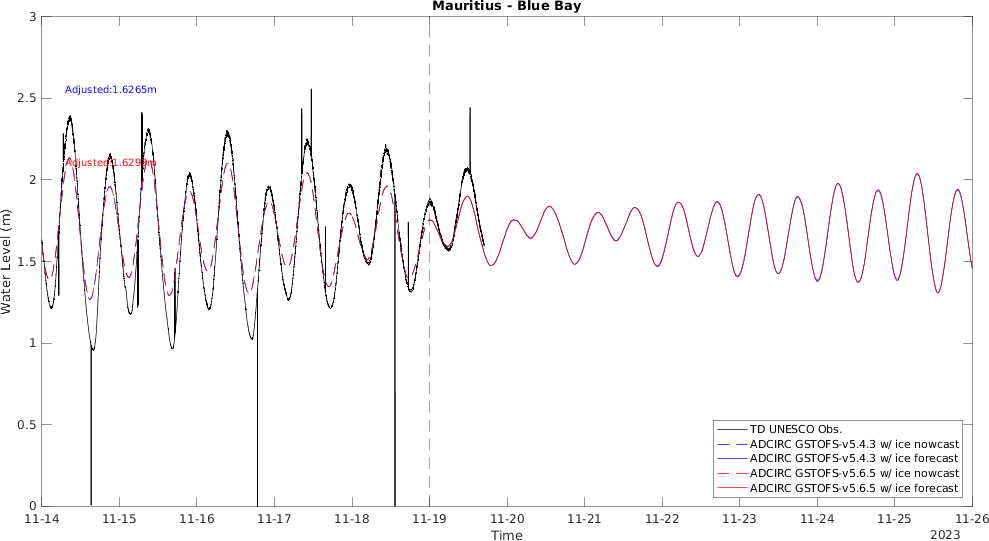 Mauritius - Blue Bay
3
2.5
2
1.5
1
0.5
0
Water Level (m)
Adjusted:1.6265m
Adjusted:1.6299m
TD UNESCO Obs.
ADCIRC GSTOFS-v5.4.3 w/ ice nowcast
ADCIRC GSTOFS-v5.4.3 w/ ice forecast
ADCIRC GSTOFS-v5.6.5 w/ ice nowcast
ADCIRC GSTOFS-v5.6.5 w/ ice forecast
11-14 11-15 11-16 11-17 11-18 11-19 11-20 11-21 11-22 11-23 11-24 11-25 11-26
Time
2023